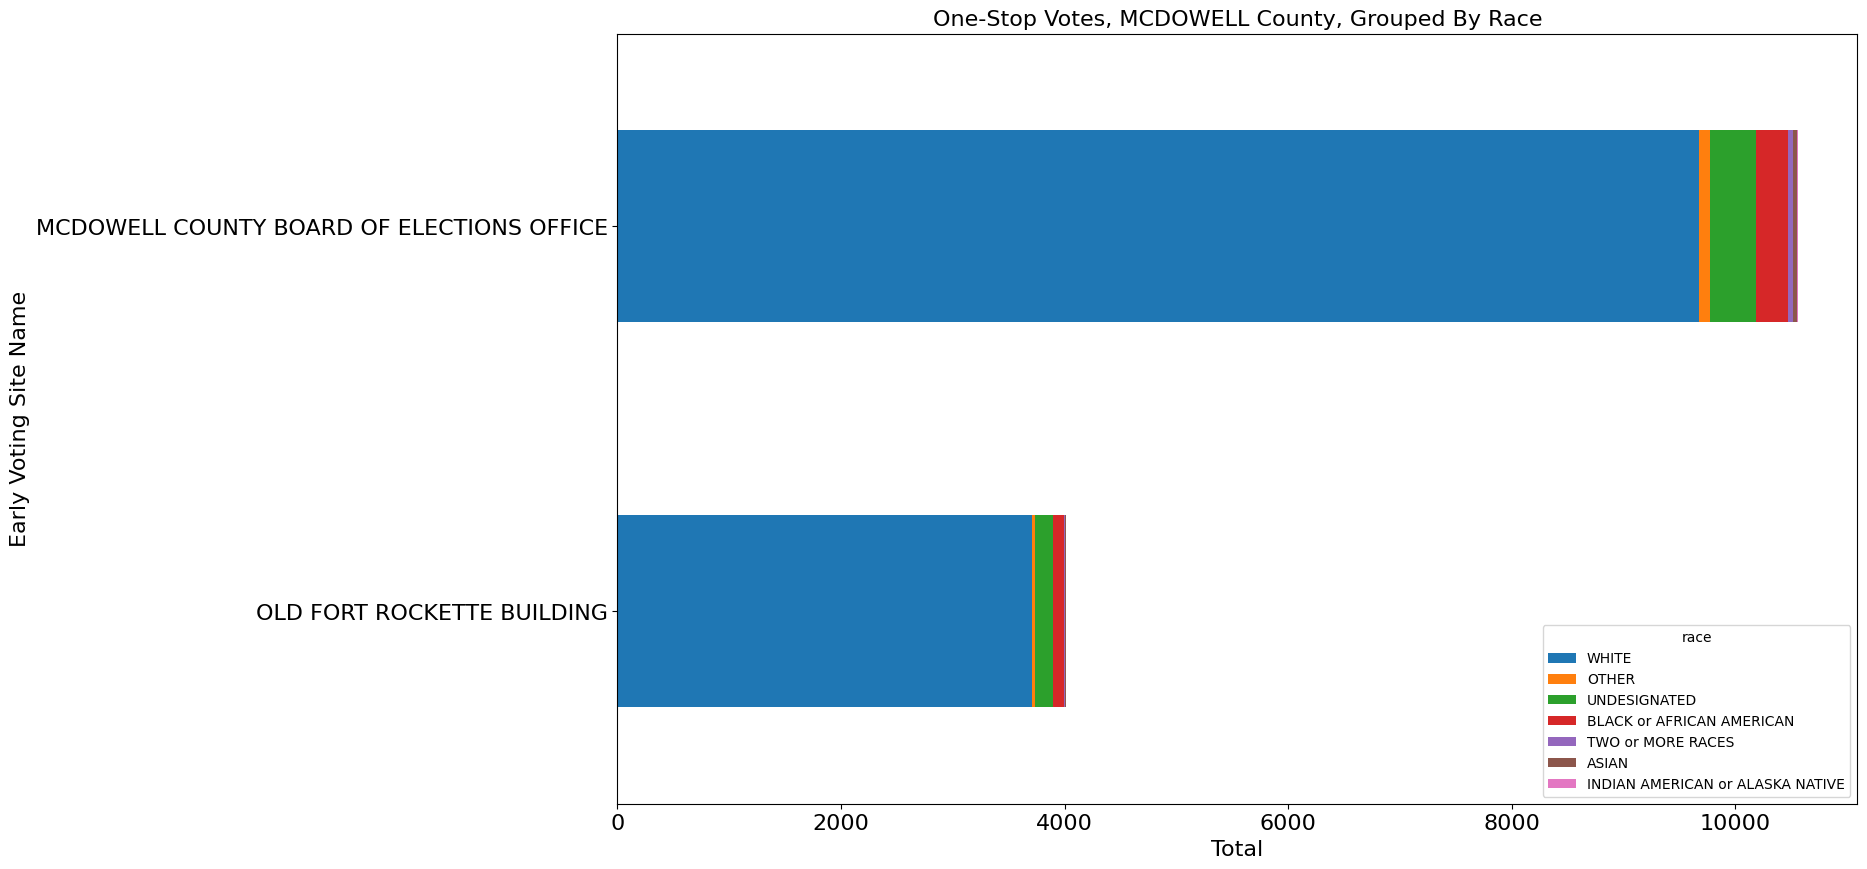 One-Stop Votes, MCDOWELL County, Grouped By Race
Early Voting Site Name
MCDOWELL COUNTY BOARD OF ELECTIONS OFFICE
OLD FORT ROCKETTE BUILDING
race
WHITE
OTHER
UNDESIGNATED
BLACK or AFRICAN AMERICAN
TWO or MORE RACES
ASIAN
INDIAN AMERICAN or ALASKA NATIVE
0 2000 4000 6000 8000 10000
Total